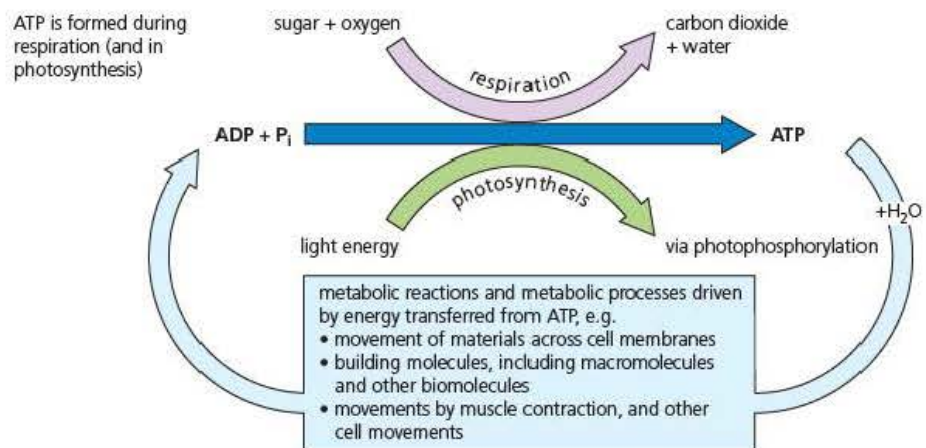 ATP is formed during
respiration (and in
photosynthesis)
sugar + oxygen
carbon dioxide
+ water
respiration
ADP + Pi
ATP
photosynthesis
+H₂O
light energy
via photophosphorylation
metabolic reactions and metabolic processes driven
by energy transferred from ATP, e.g.
• movement of materials across cell membranes
• building molecules, including macromolecules
and other biomolecules
• movements by muscle contraction, and other
cell movements